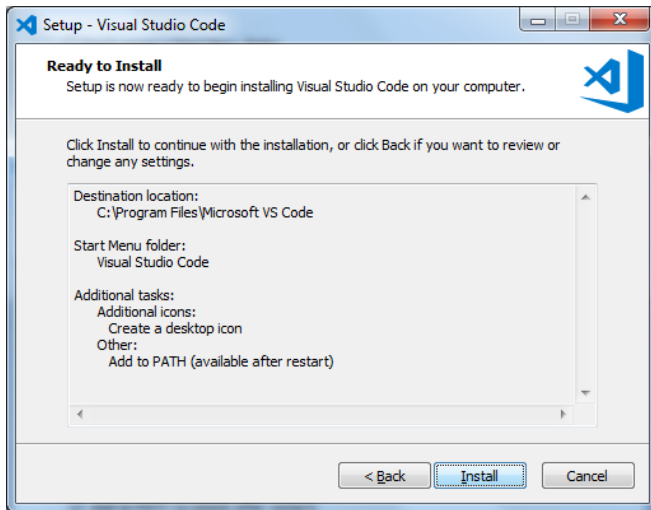 Setup - Visual Studio Code
Ready to Install
Setup is now ready to begin installing Visual Studio Code on your computer.
Click Install to continue with the installation, or click Back if you want to review or
change any settings.
Destination location:
C:\Program Files\Microsoft VS Code
Start Menu folder:
Visual Studio Code
Additional tasks:
Additional icons:
Create a desktop icon
Other:
Add to PATH (available after restart)
< Back
Install
Cancel